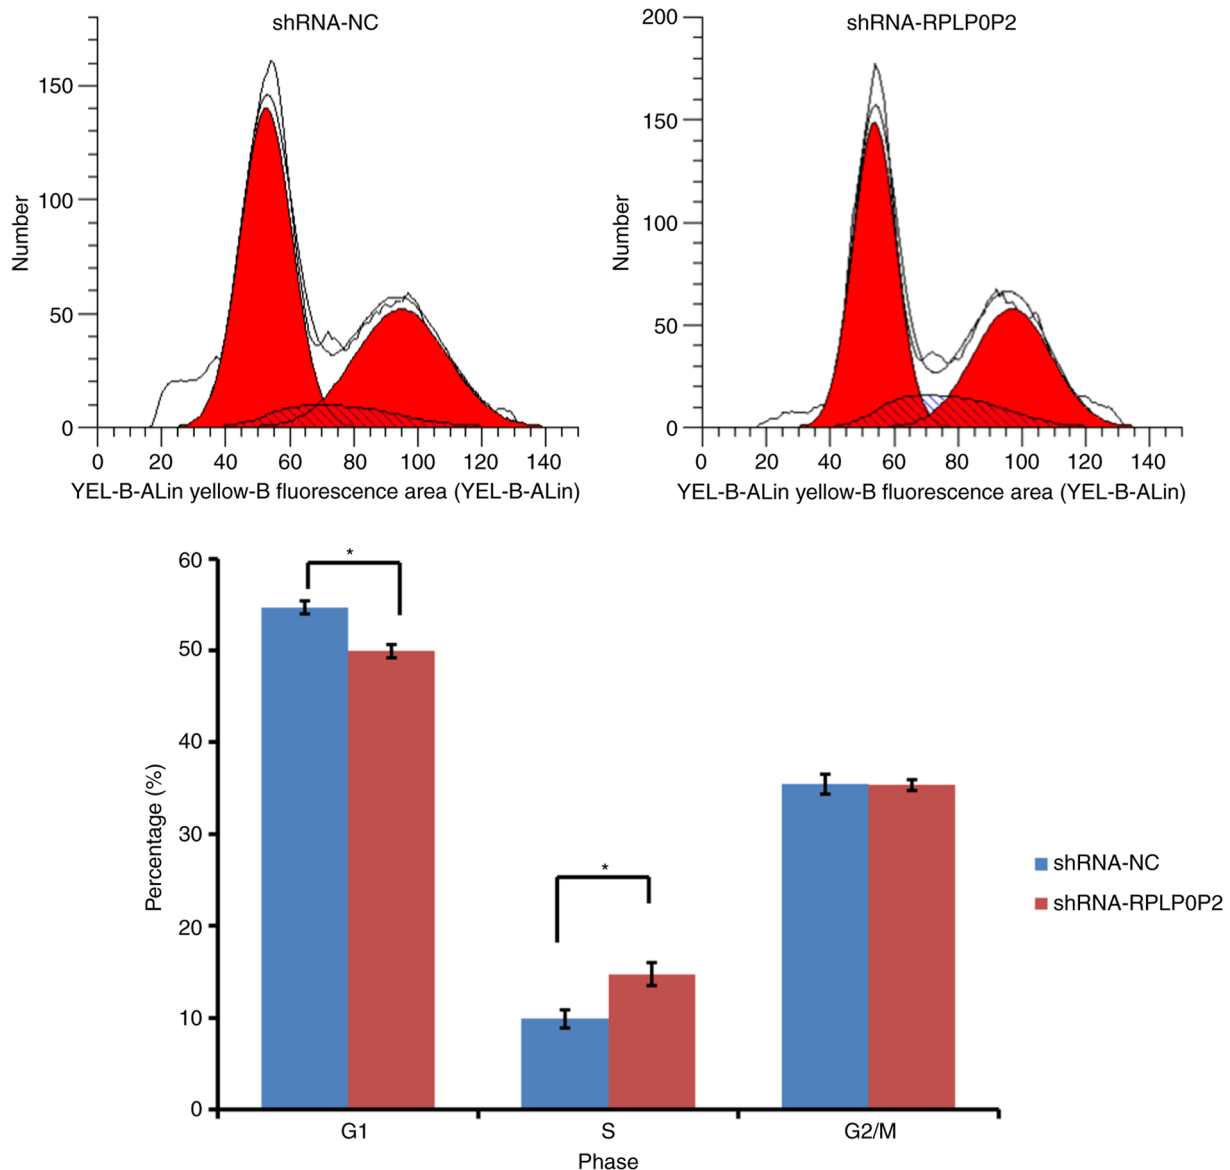 shRNA-NC
150
100
50
0
Number
0 20 40 60 80 100 120 140
YEL-B-ALin yellow-B fluorescence area (YEL-B-ALin)
shRNA-RPLP0P2
200
150
100
50
0
Number
0 20 40 60 80 100 120 140
YEL-B-ALin yellow-B fluorescence area (YEL-B-ALin)
60
50
40
30
20
10
0
Percentage (%)
*
*
G1 S G2/M
Phase
shRNA-NC
shRNA-RPLP0P2